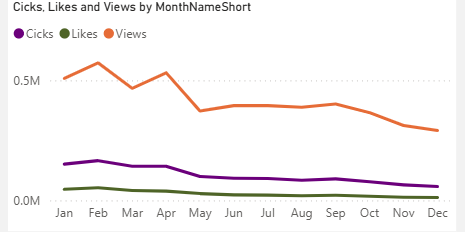 Cicks, Likes and Views by MonthNameShort
Cicks Likes Views
0.5M
0.0M
Jan Feb Mar Apr May Jun Jul Aug Sep Oct Nov Dec